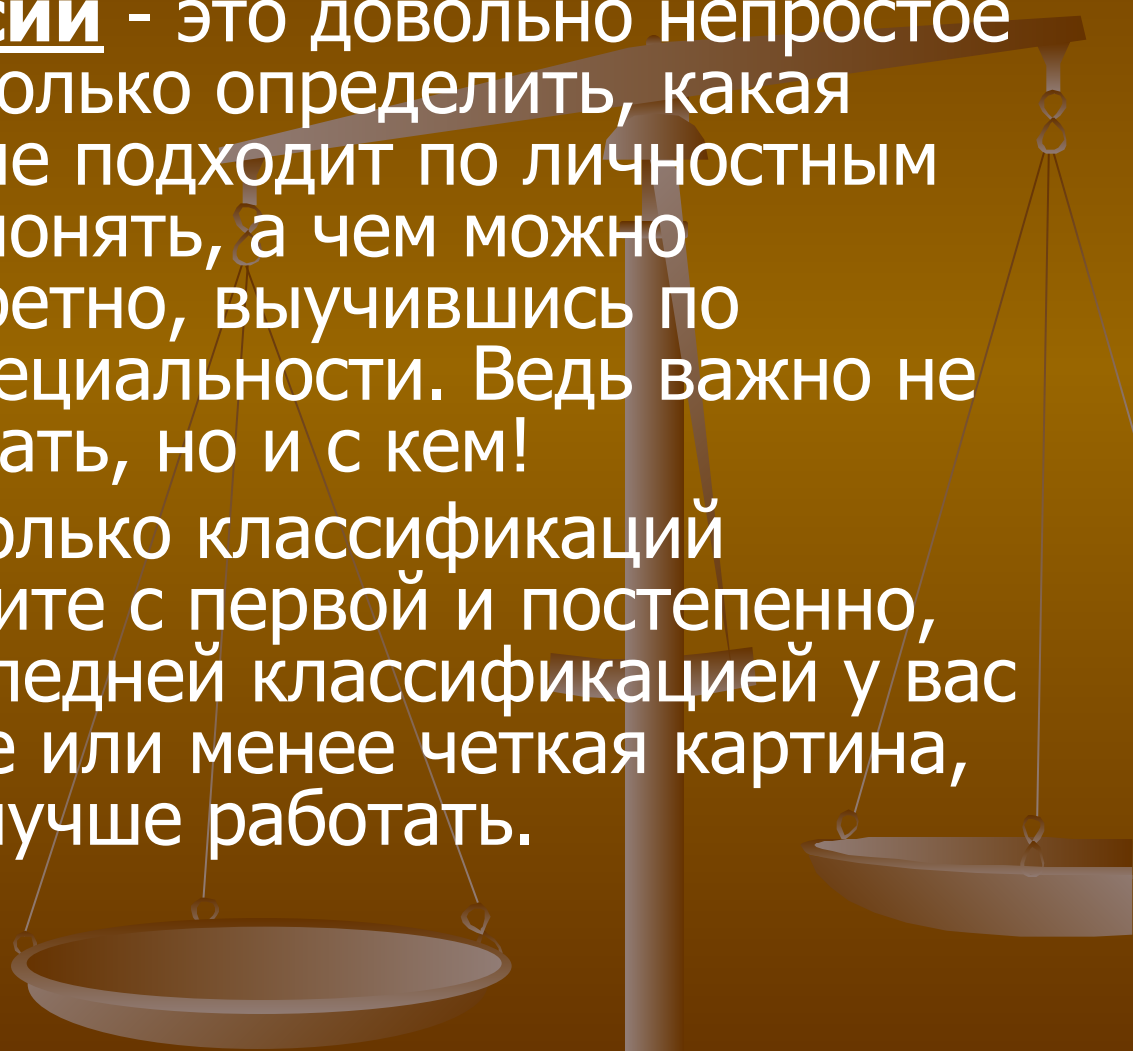 сии - это довольно непростое
олько определить, какая
не подходит по личностным
онять, а чем можно
ретно, выучившись по
ециальности. Ведь важно не
ать, но и с кем!
олько классификаций
ите с первой и постепенно,
ледней классификацией у вас
е или менее четкая картина,
лучше работать.